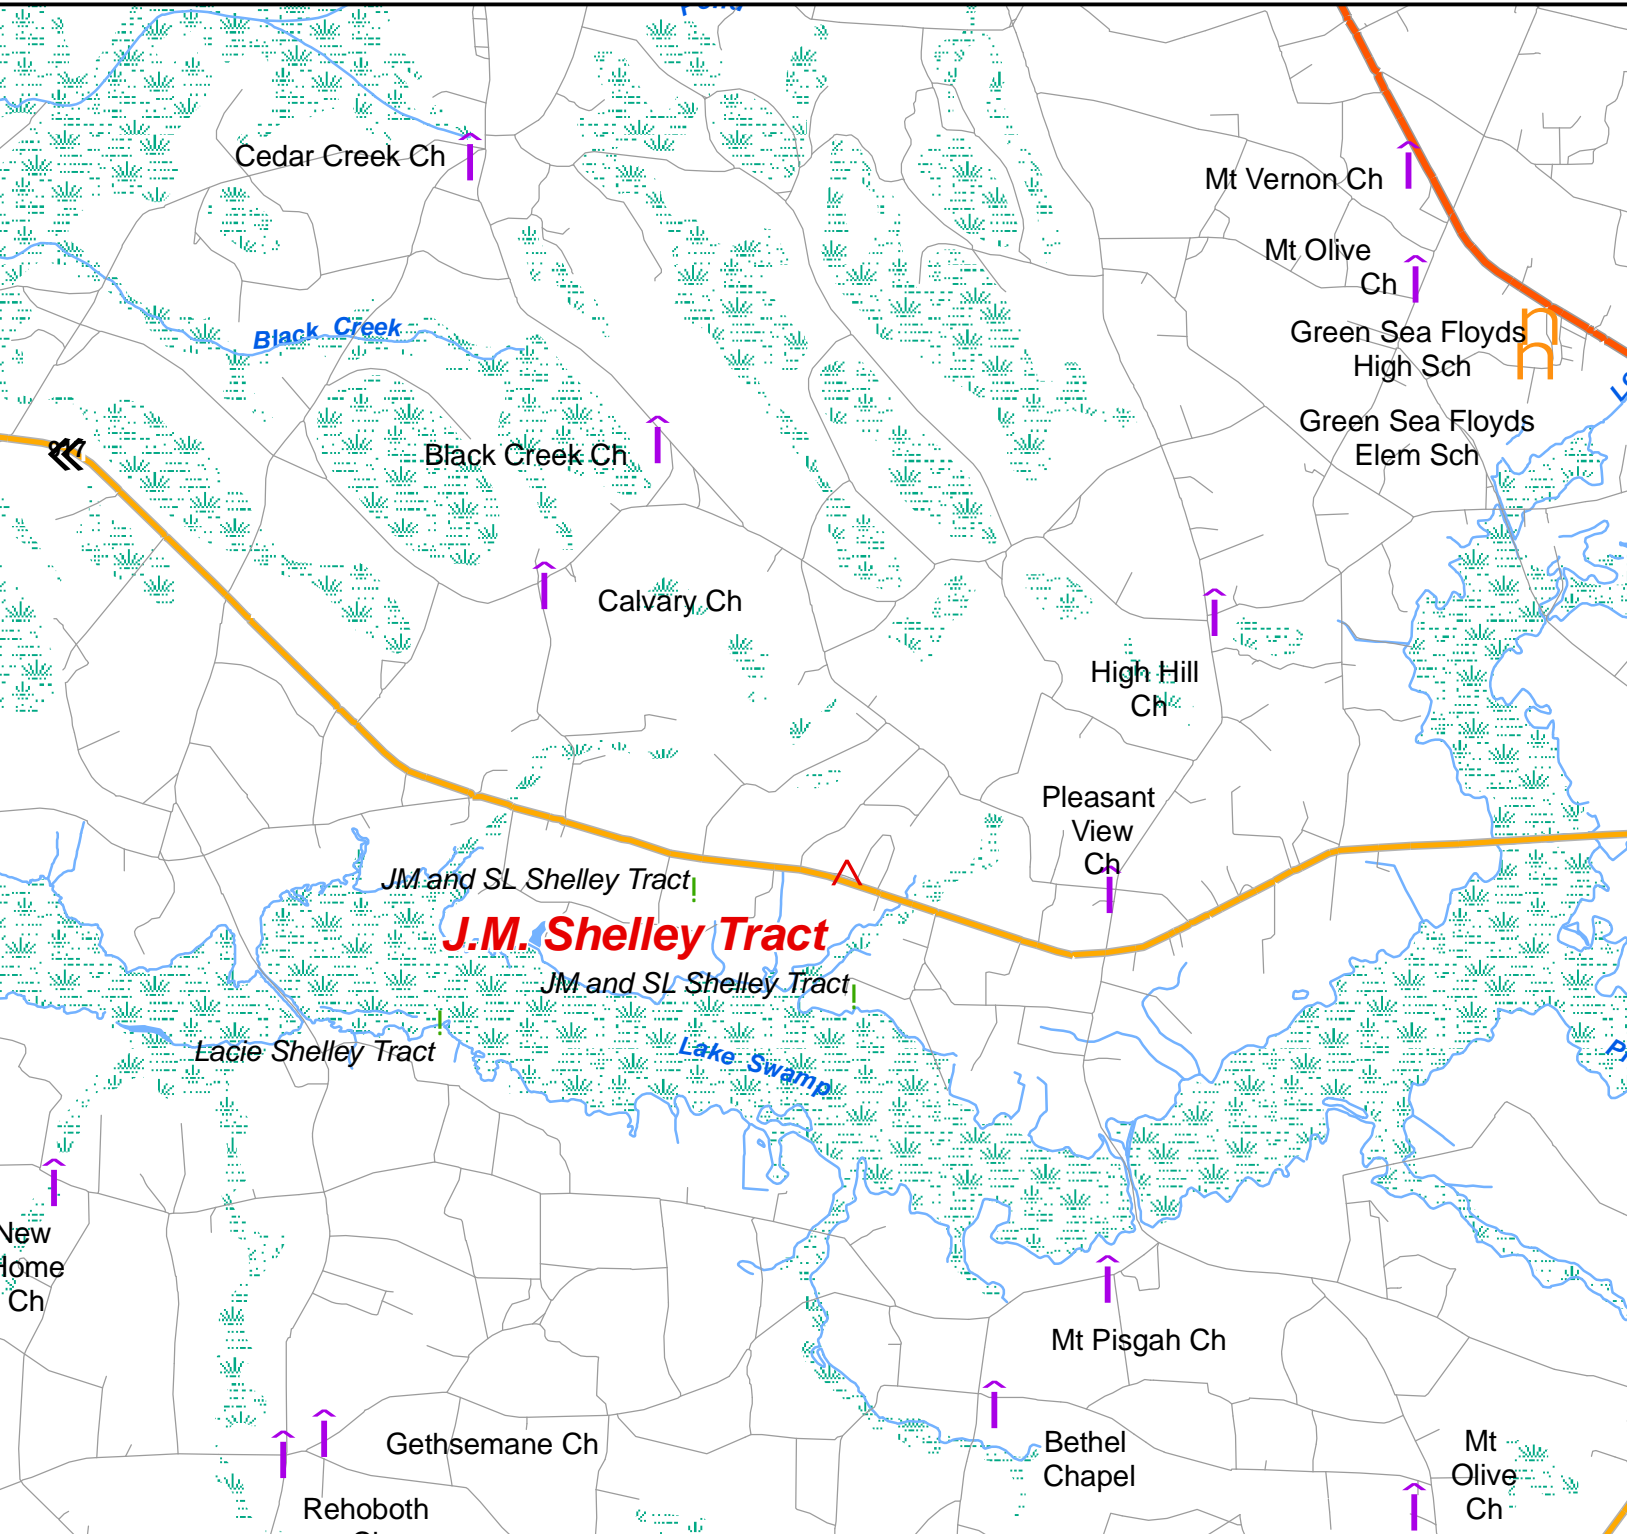 Cedar Creek Ch
Mt Vernon Ch
Mt Olive
Ch
Green Sea Floyds
High Sch
Black Creek
Green Sea Floyds
Elem Sch
Black Creek Ch
Calvary Ch
High Hill
Ch
Pleasant
View
Ch
JM and SL Shelley Tract
J.M. Shelley Tract
JM and SL Shelley Tract
Lacie Shelley Tract
Lake Swamp
New
Home
Ch
Mt Pisgah Ch
Gethsemane Ch
Bethel
Chapel
Mt
Olive
Ch
Rehoboth